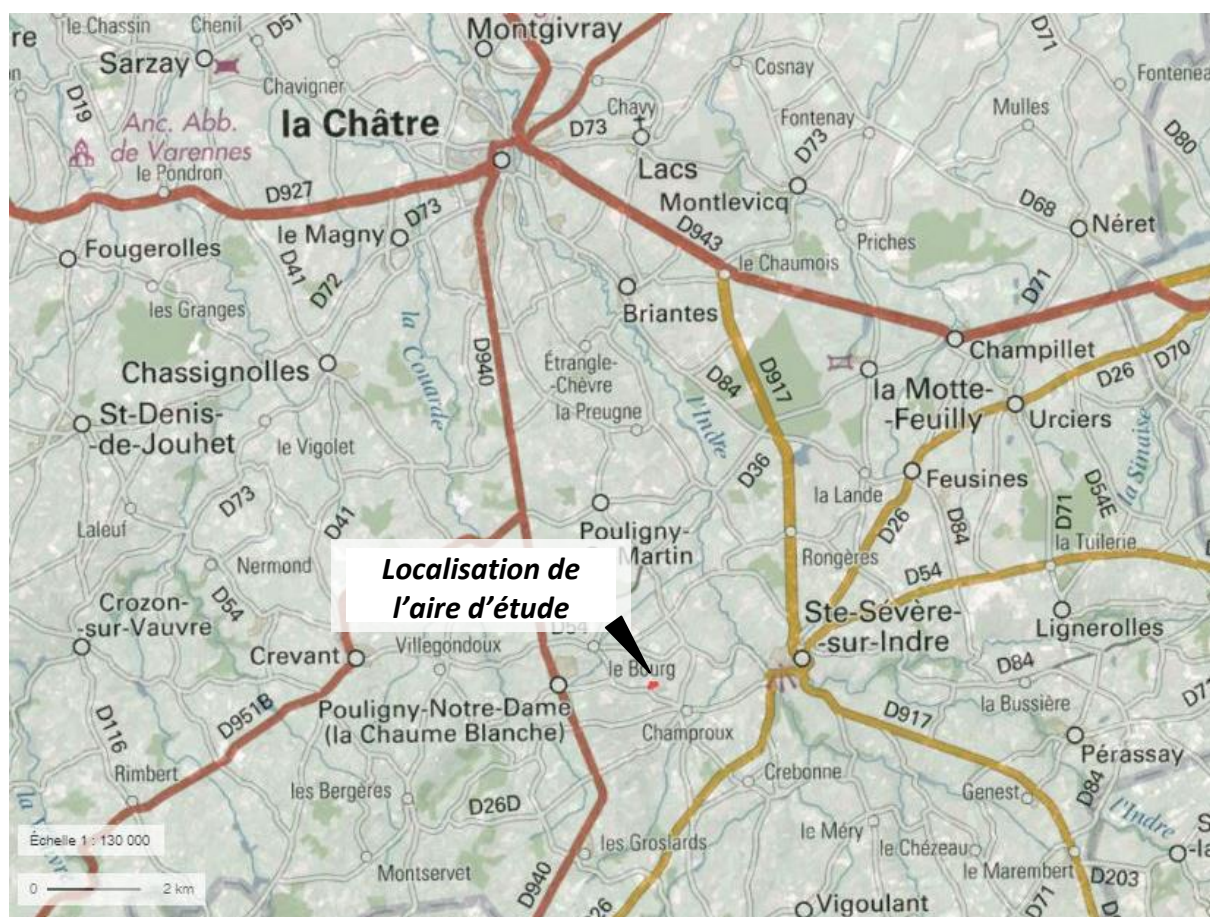 re
le Chassin
Chenil
D51
Montgivray
Sarzay
Chavigner
D19
Cosnay
D71
Fontenea
Chavy
Mulles
Anc. Abb.
de Varennes
la Châtre
D73
Fontenay
D73
D80
le Pondron
Lacs
D927
D73
Montlevicq
D68
Néret
le Magny
D943
Priches
Fougerolles
D41
D72
le Chaumois
D71
les Granges
la Couarde
Briantes
D940
Étrangle-
-Chèvre
Champillet
D70
Chassignolles
D84
D917
D26
la Preugne
l'Indre
la Motte-
-Feuilly
Urciers
St-Denis-
-de-Jouhet
le Vigolet
la Sinaise
D36
Feusines
la Lande
D73
D41
Pouligny-
Martin
D26
D84
D71
D54E
Laleuf
Rongères
la Tuilerie
Nermond
Localisation de
l’aire d’étude
D54
D54
Crozon-
-sur-Vauvre
D54
Ste-Sévère-
-sur-Indre
Lignerolles
Crevant
Villegondoux
le Bourg
D84
D71
la Bussière
D116
D951B
Pouligny-Notre-Dame
(la Chaume Blanche)
Champroux
D917
Pérassay
Rimbert
les Bergères
D26D
Crebonne
Genest
D84
l'Indre
Échelle 1 : 130 000
les Groslards
le Méry
le Chézeau
S
-la-
0
2 km
Montservet
D940
le Marembert
D203
D26
Vigoulant
D71